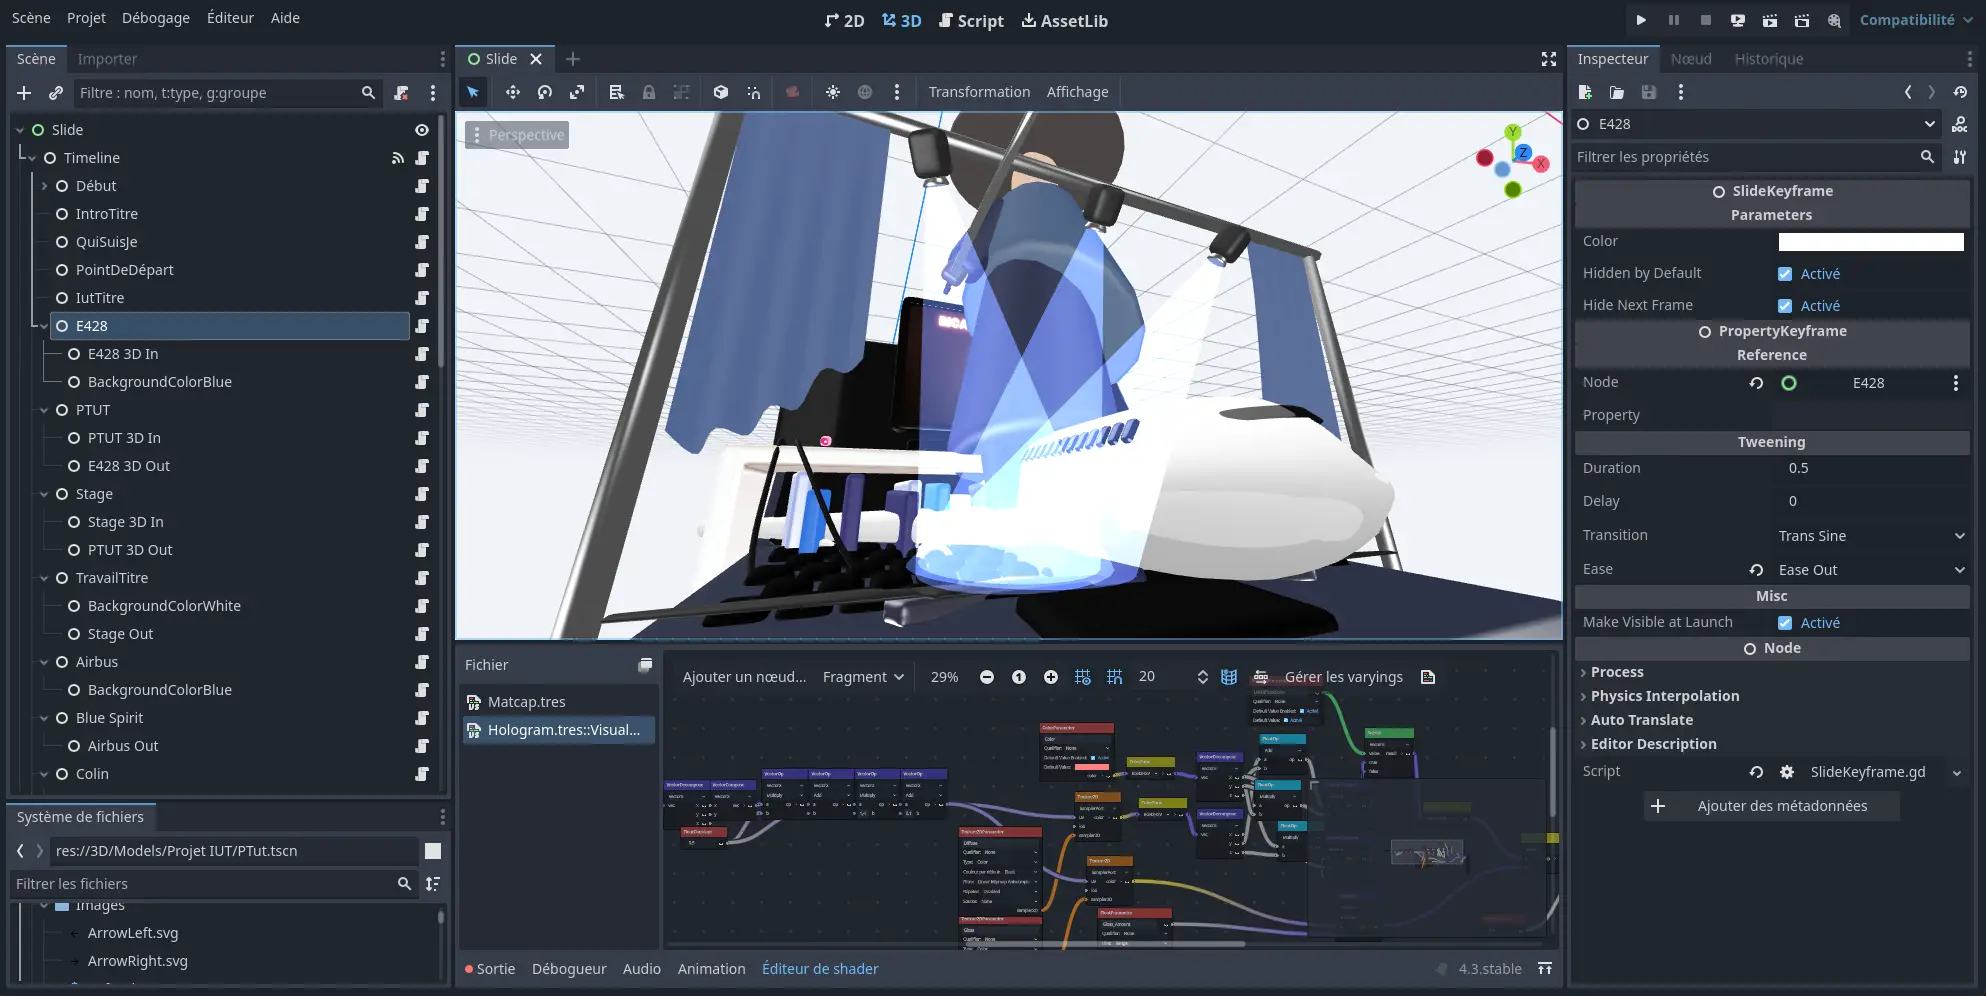 Scène Projet Débogage Éditeur Aide
2D 3D Script AssetLib
Compatibilité
Scène Importer
Filtre : nom, t:type, g:groupe
Slide
Timeline
Début
IntroTitre
QuiSuisJe
PointDeDépart
IutTitre
E428
E428 3D In
BackgroundColorBlue
PTUT
PTUT 3D In
E428 3D Out
Stage
Stage 3D In
PTUT 3D Out
TravailTitre
BackgroundColorWhite
Stage Out
Airbus
BackgroundColorBlue
Blue Spirit
Airbus Out
Colin
Système de fichiers
res://3D/Models/Projet IUT/PTut.tscn
Filtrer les fichiers
Images
ArrowLeft.svg
ArrowRight.svg
Slide
Transformation Affichage
Perspective
Y
Z
X
Fichier
Matcap.tres
Hologram.tres::Visual...
Ajouter un nœud... Fragment 29% 1 20 Gérer les varyings
Sortie Débogueur Audio Animation Éditeur de shader
4.3.stable
Inspecteur Nœud Historique
E428
DOC
Filtrer les propriétés
SlideKeyframe
Parameters
Color
Hidden by Default Activé
Hide Next Frame Activé
PropertyKeyframe
Reference
Node E428
Property
Tweening
Duration 0.5
Delay 0
Transition Trans Sine
Ease Ease Out
Misc
Make Visible at Launch Activé
Node
Process
Physics Interpolation
Auto Translate
Editor Description
Script SlideKeyframe.gd
Ajouter des métadonnées